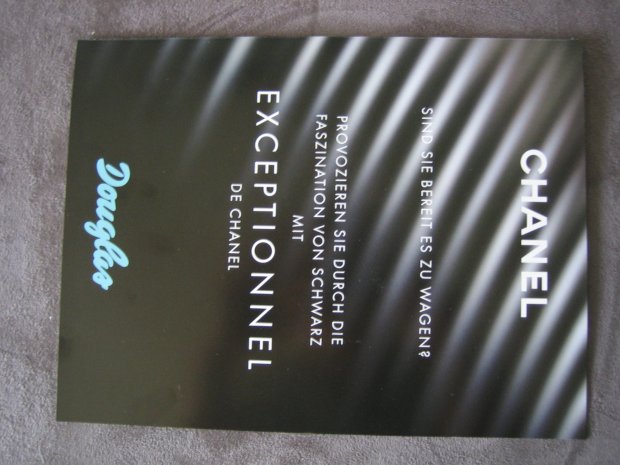 CHANEL
SIND SIE BEREIT ES ZU WAGEN?
PROVOZIEREN SIE DURCH DIE
FASZINATION VON SCHWARZ
MIT
EXCEPTIONNEL
DE CHANEL
Douglas